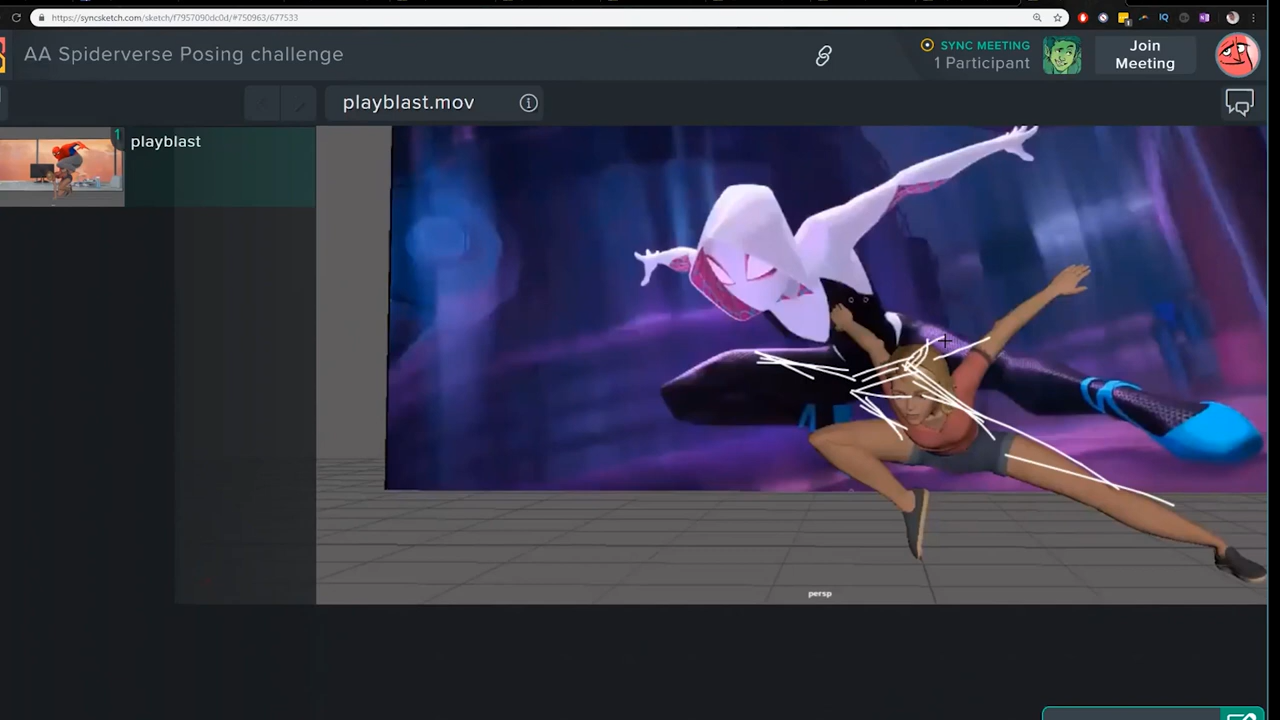 https://syncsketch.com/sketch/f7957090dc0d/#750963/677533
AA Spiderverse Posing challenge
SYNC MEETING
1 Participant
Join
Meeting
playblast.mov
1
playblast
persp